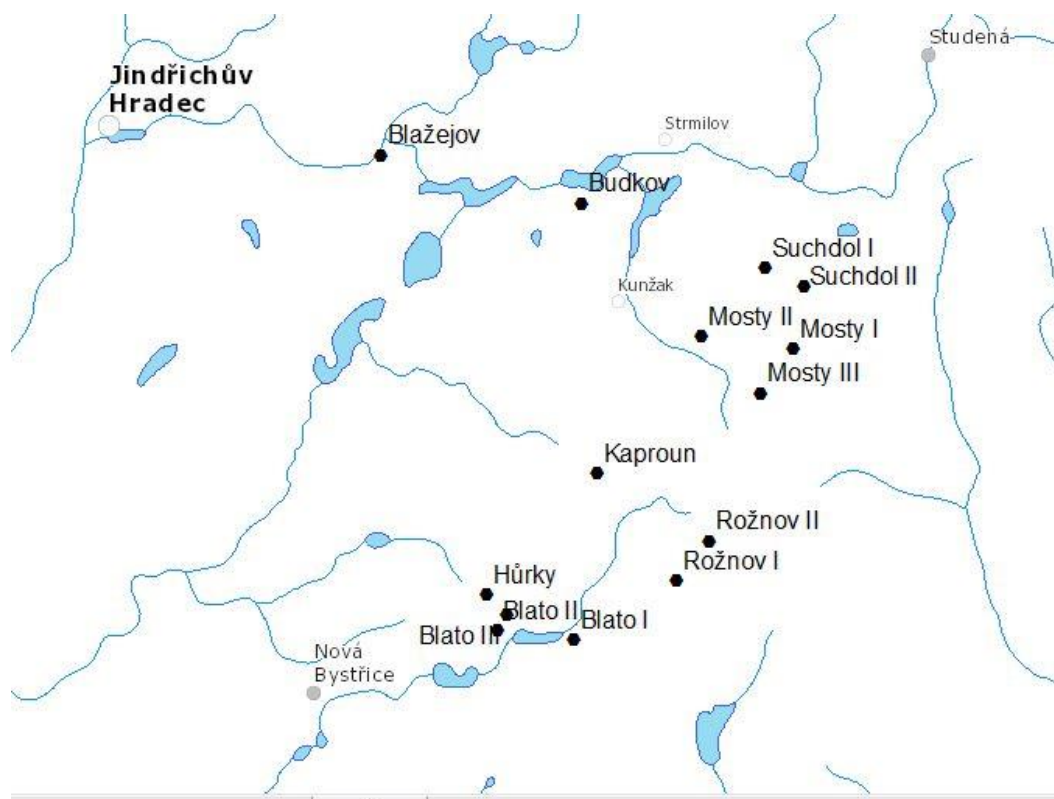 Studená
Jindřichův
Hradec
Strmilov
Blažejov
Budkov
Suchdol I
Suchdol II
Kunžak
Mosty II
Mosty I
Mosty III
Kaproun
Rožnov II
Rožnov I
Hůrky
Blato II
Blato I
Blato III
Nová
Bystřice